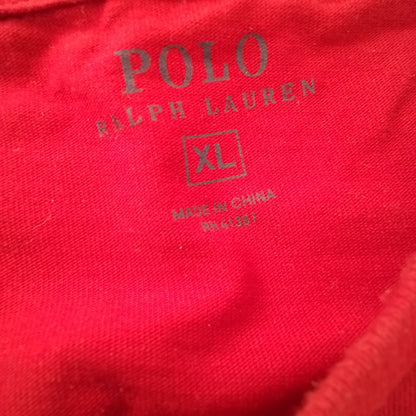 POLO
RALPH LAUREN
XL
MADE IN CHINA